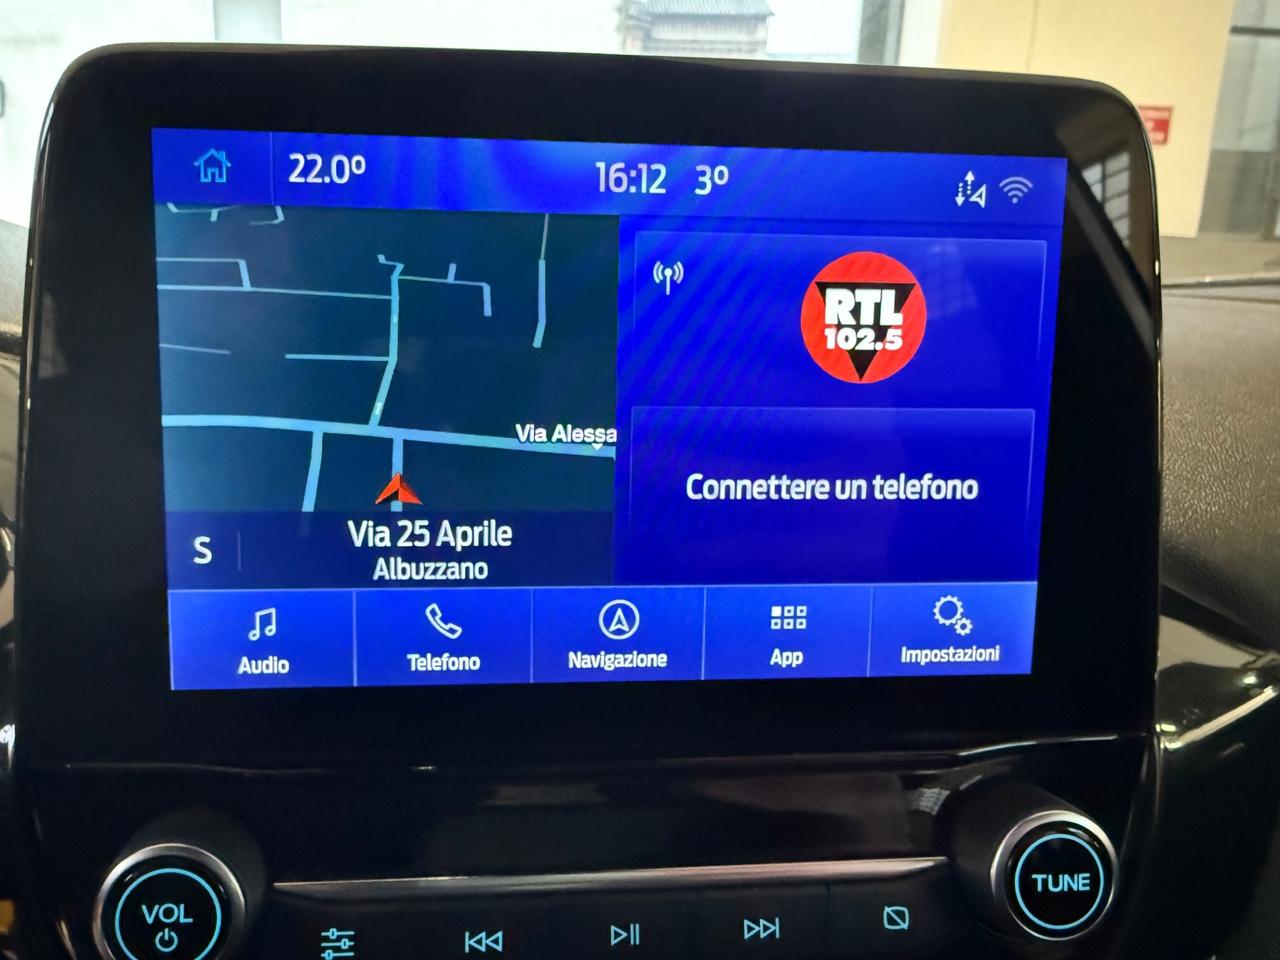 22.0°
16:12
3°
RTL
102.5
Via Alessa
Connettere un telefono
S
Via 25 Aprile
Albuzzano
Audio
Telefono
Navigazione
App
Impostazioni
VOL
TUNE